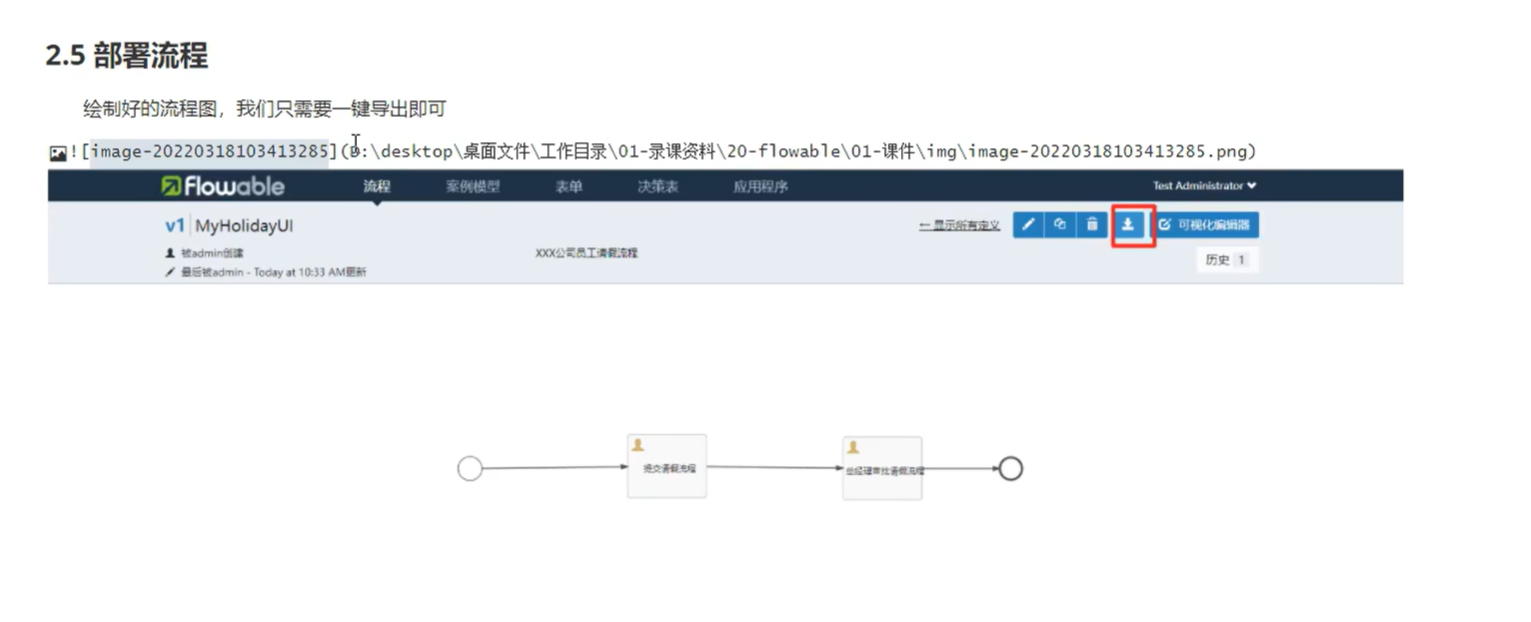 2.5 部署流程
绘制好的流程图，我们只需要一键导出即可
![image-20220318103413285](D:\desktop\桌面文件\工作目录\01-录课资料\20-flowable\01-课件\img\image-20220318103413285.png)
flowable 流程 案例模型 表单 决策表 应用程序 Test Administrator
v1 MyHolidayUI ← 显示所有定义 可视化编辑器
被admin创建 XXX公司员工请假流程 历史 1
最后被admin - Today at 10:33 AM更新
提交请假流程 总经理审批请假流程